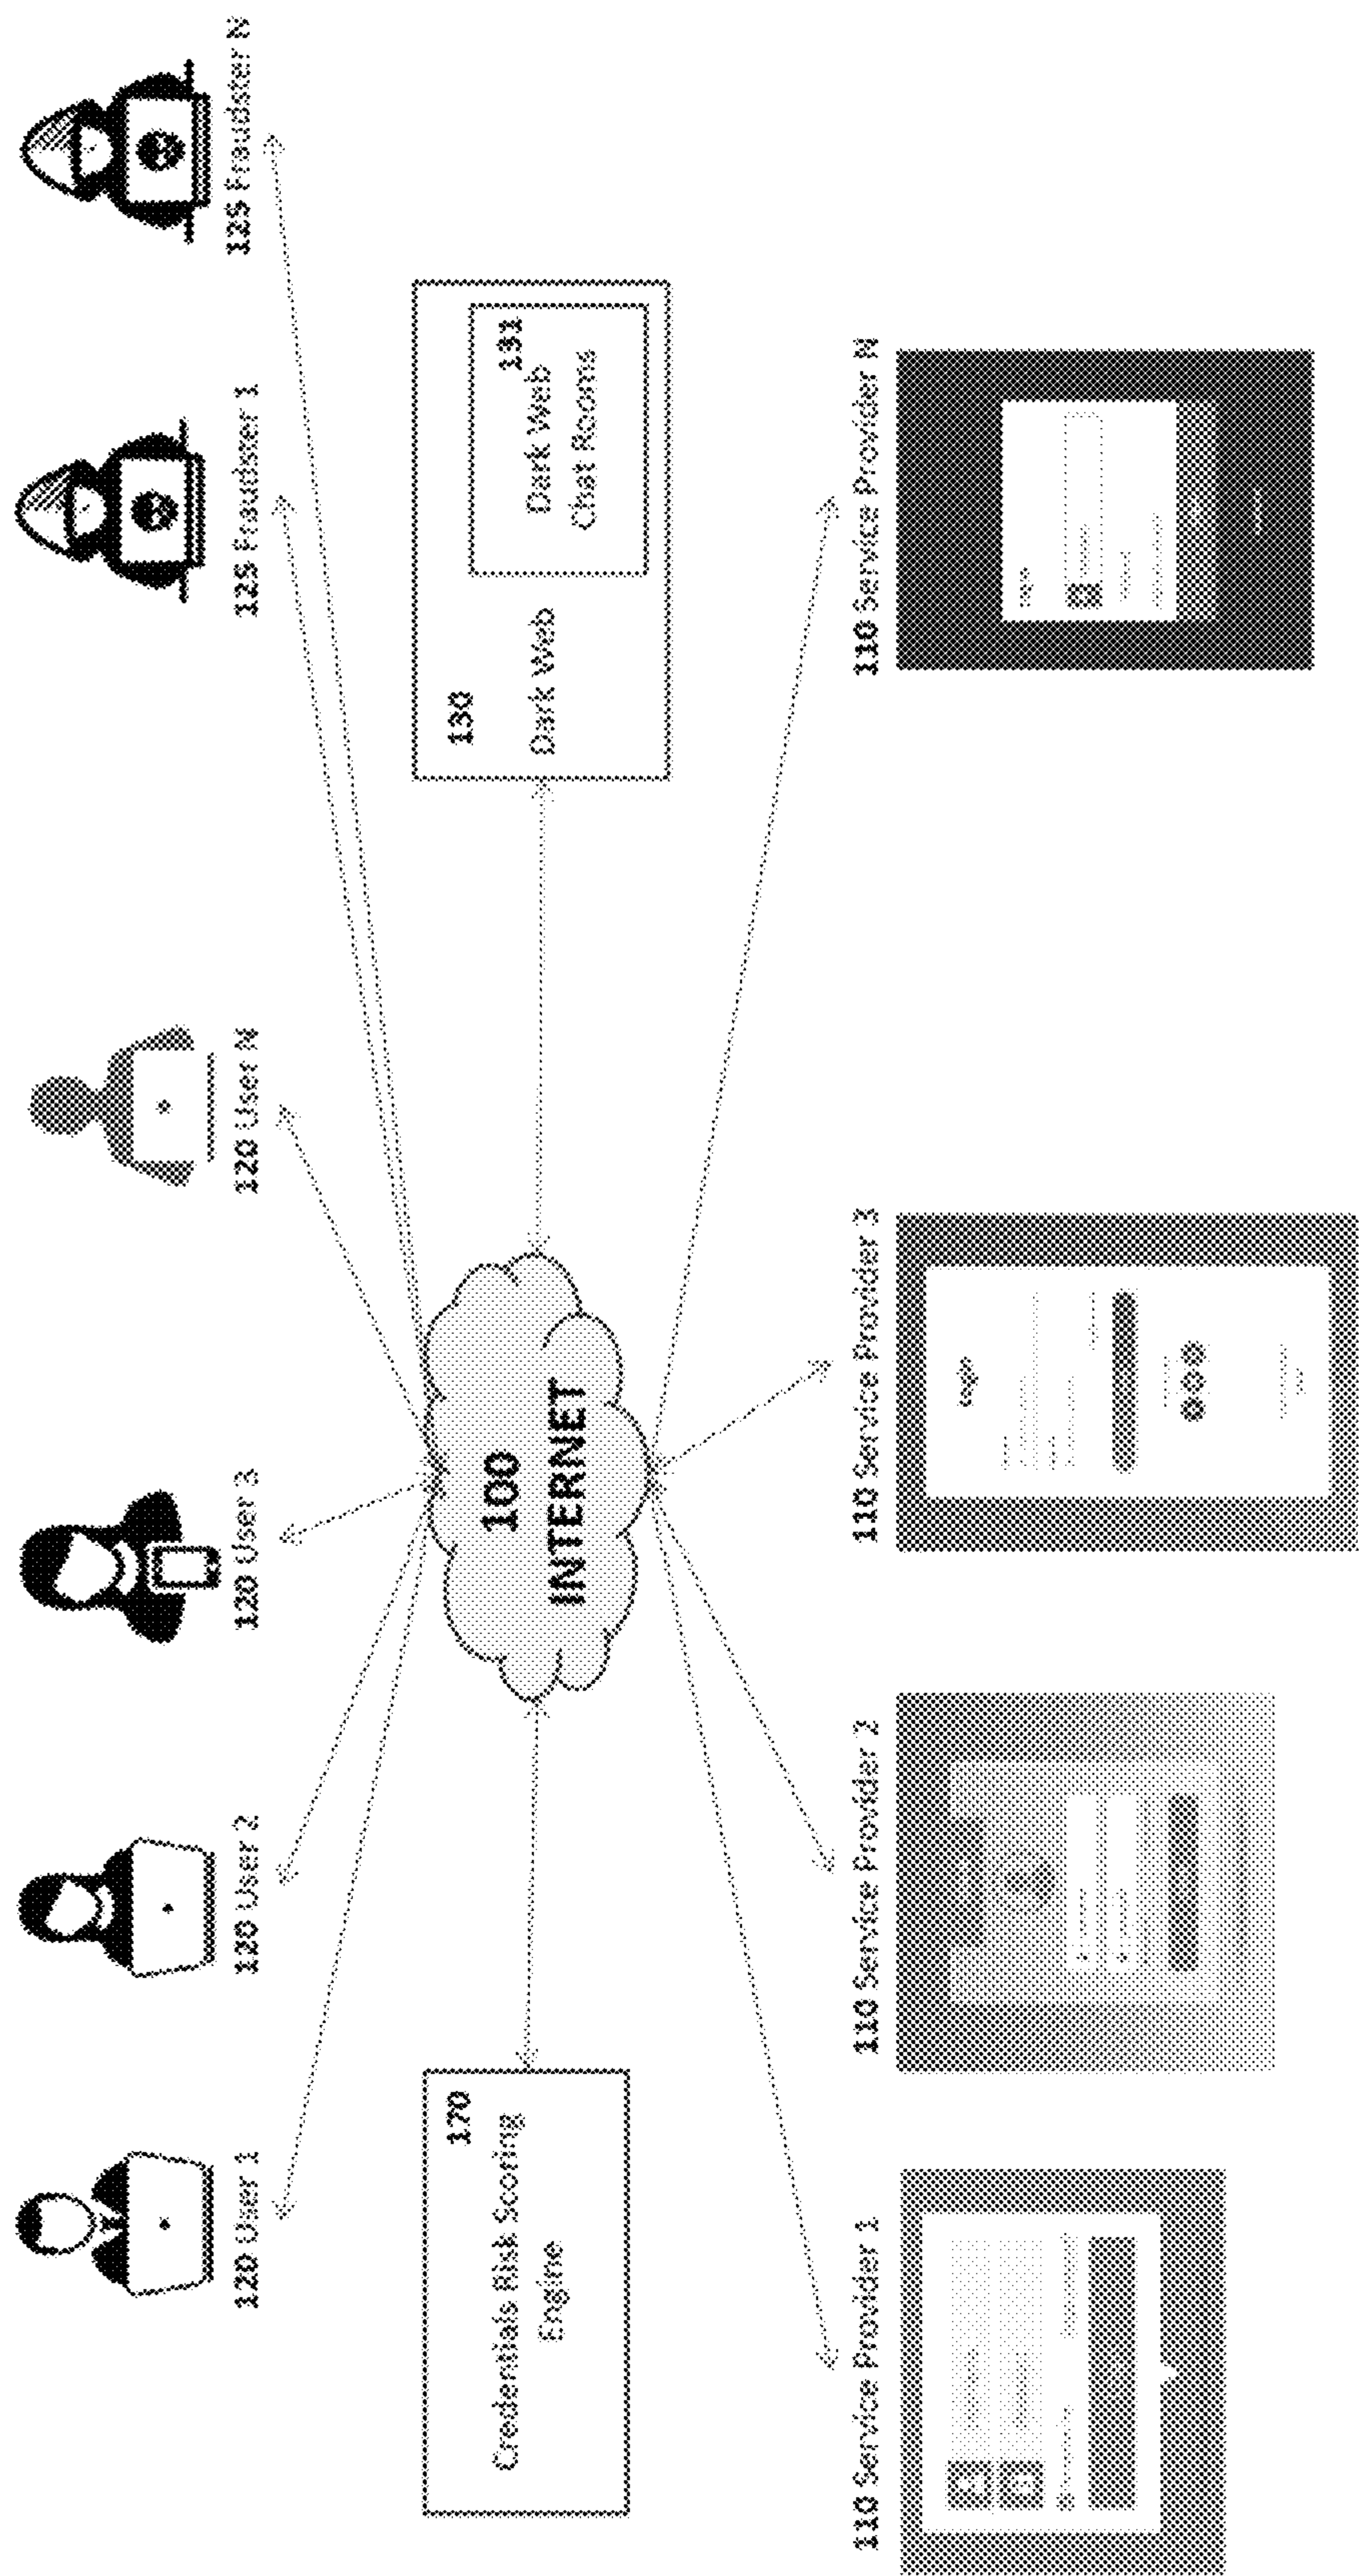 120 User 1
120 User 2
120 User 3
120 User N
125 Fraudster 1
125 Fraudster N
170
Credentials Risk Scoring
Engine
100
INTERNET
130
Dark Web
131
Dark Web
Chat Rooms
110 Service Provider 1
110 Service Provider 2
110 Service Provider 3
110 Service Provider N